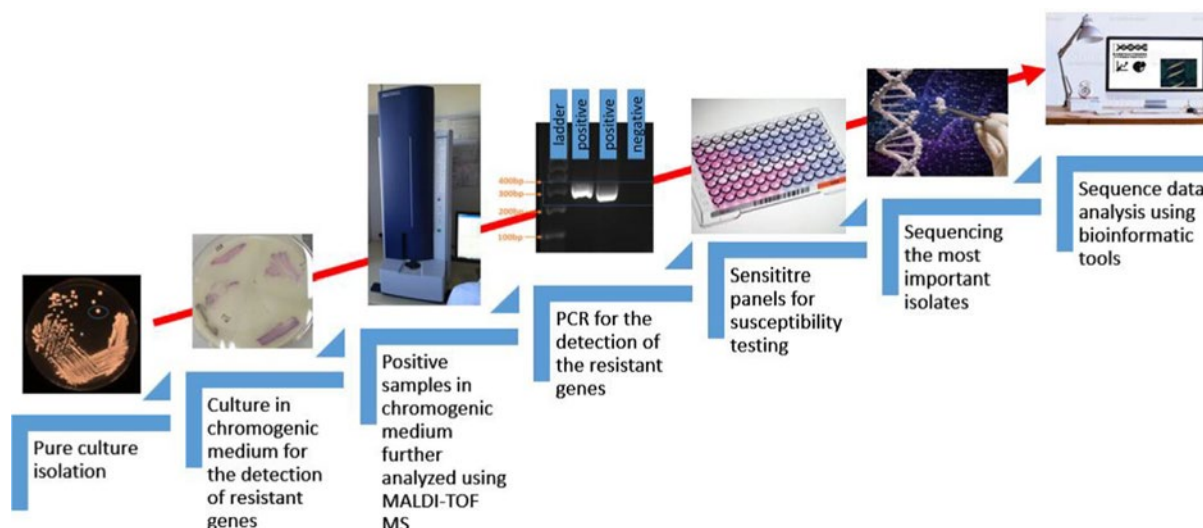 ladder
positive
positive
negative
400bp
300bp
200bp
100bp
Pure culture
isolation
Culture in
chromogenic
medium for
the detection
of resistant
genes
Positive
samples in
chromogenic
medium
further
analyzed using
MALDI-TOF
MS
PCR for the
detection of
the resistant
genes
Sensititre
panels for
susceptibility
testing
Sequencing
the most
important
isolates
Sequence data
analysis using
bioinformatic
tools